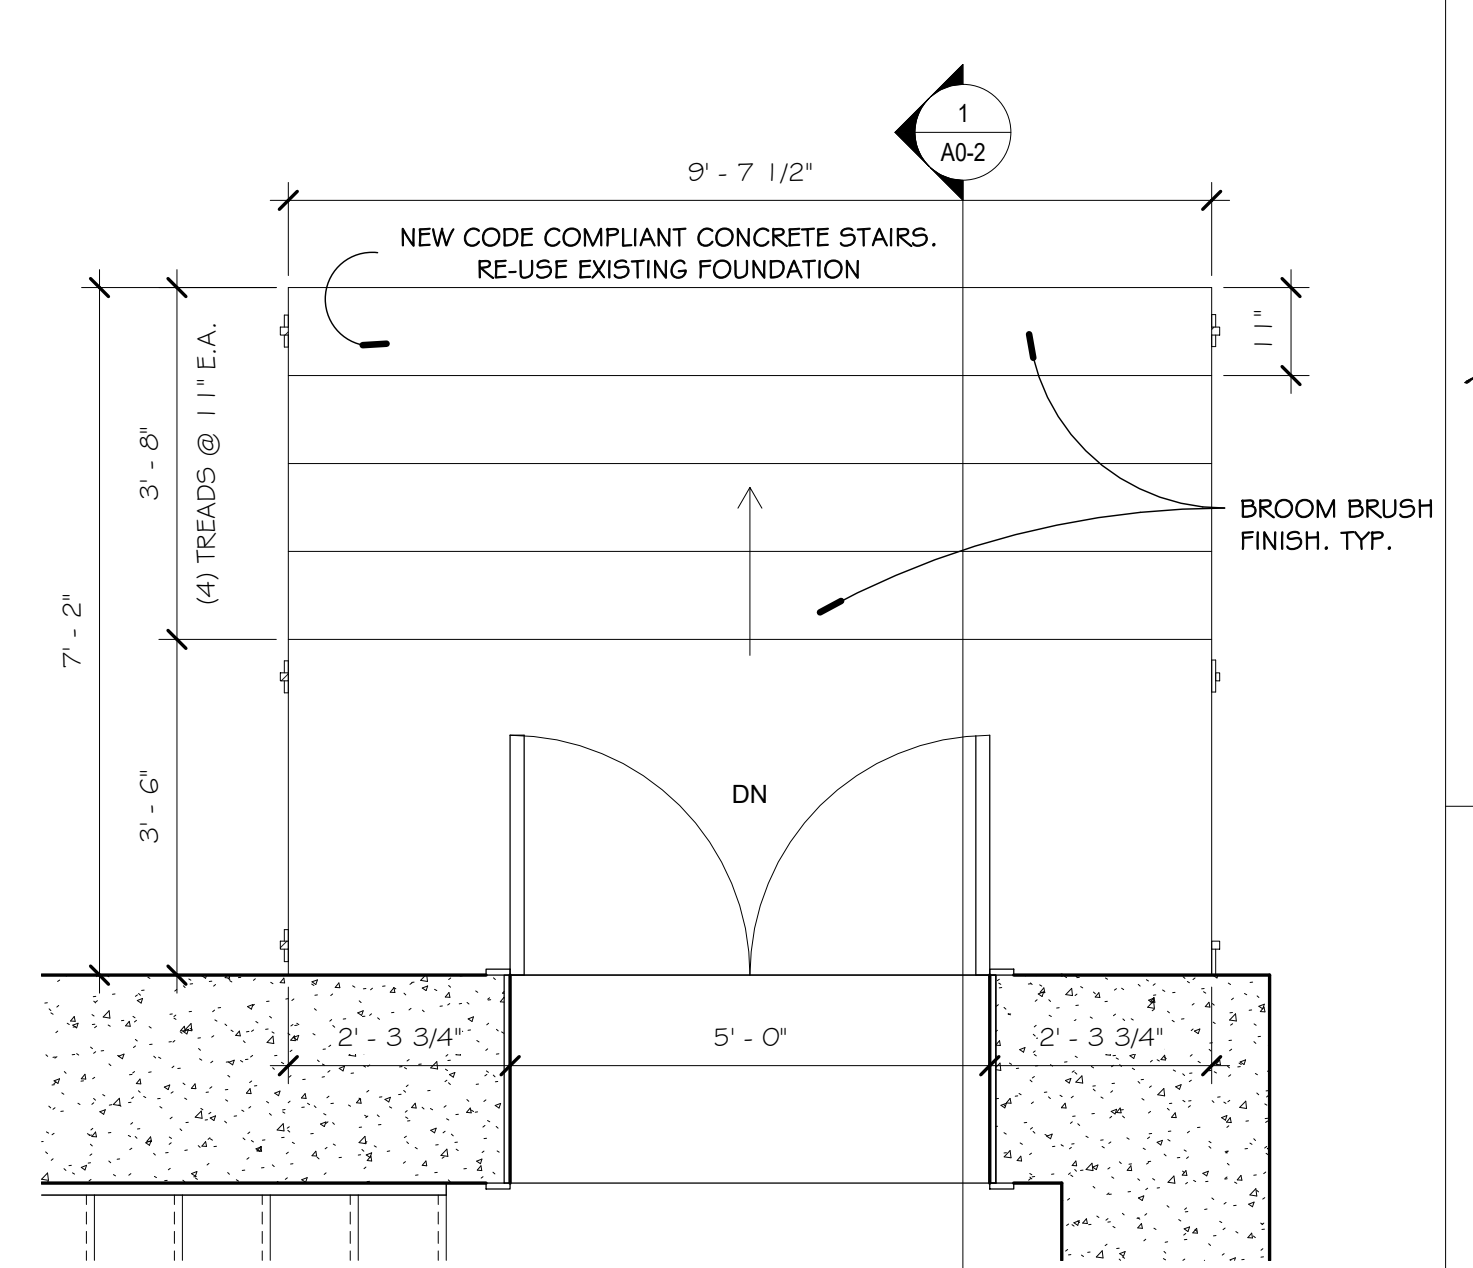 1
A0-2
9' - 7 1/2"
NEW CODE COMPLIANT CONCRETE STAIRS.
RE-USE EXISTING FOUNDATION
11"
(4) TREADS @ 11" E.A.
3' - 8"
7' - 2"
BROOM BRUSH
FINISH. TYP.
3' - 6"
DN
2' - 3 3/4"
5' - 0"
2' - 3 3/4"